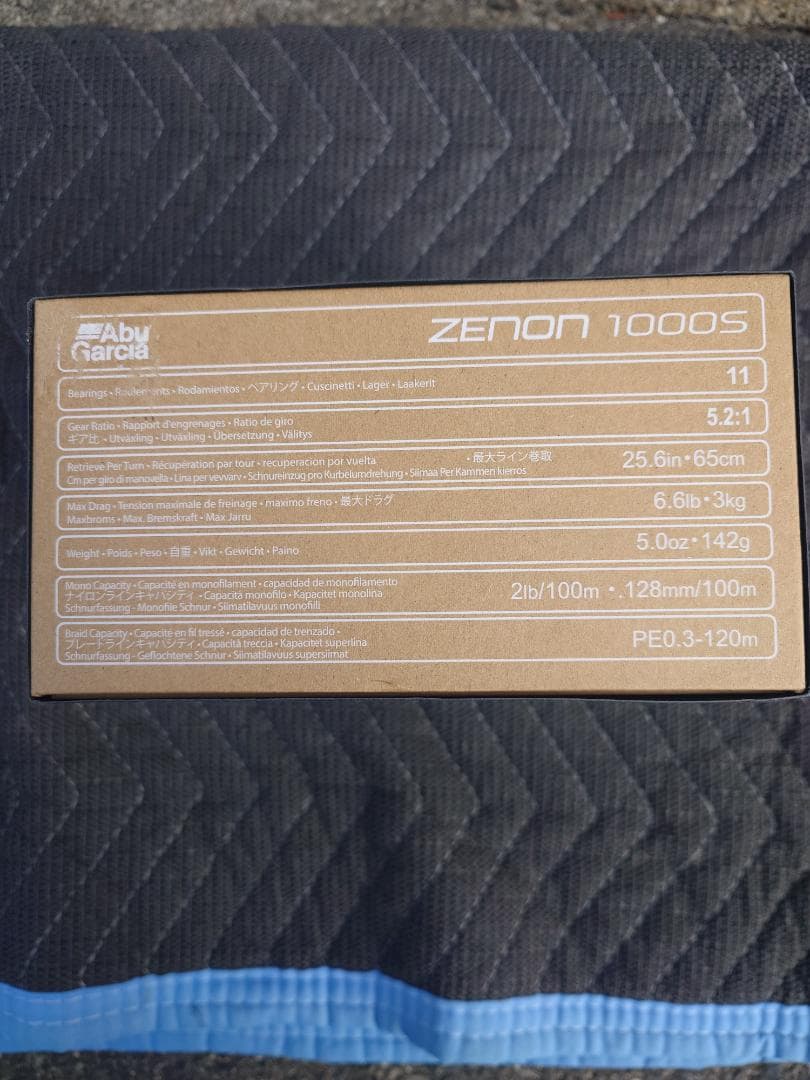 Abu
Garcia
ZENON 1000S
Bearings • Roulements • Rodamientos • ベアリング • Cuscinetti • Lager • Laakerit
11
Gear Ratio • Rapport d'engrenages • Ratio de giro
ギア比 • Utväxling • Utväxling • Übersetzung • Välitys
5.2:1
Retrieve Per Turn • Récuperation par tour • recuperacion por vuelta • 最大ライン巻取
Cm per giro di manovella • Lina per vevvarv • Schnureinzug pro Kurbelumdrehung • Siimaa Per Kammen kierros
25.6in • 65cm
Max Drag • Tension maximale de freinage • maximo freno • 最大ドラグ
Maxbroms • Max. Bremskraft • Max Jarru
6.6lb • 3kg
Weight • Poids • Peso • 自重 • Vikt • Gewicht • Paino
5.0oz • 142g
Mono Capacity • Capacité en monofilament • capacidad de monofilamento
ナイロンラインキャパシティ • Capacità monofilo • Kapacitet monolina
Schnurfassung - Monofile Schnur • Siimatilavuus monofiili
2lb/100m • .128mm/100m
Braid Capacity • Capacité en fil tressé • capacidad de trenzado •
ブレードラインキャパシティ • Capacità treccia • Kapacitet superlina
Schnurfassung - Geflochtene Schnur • Siimatilavuus supersiimat
PE0.3-120m